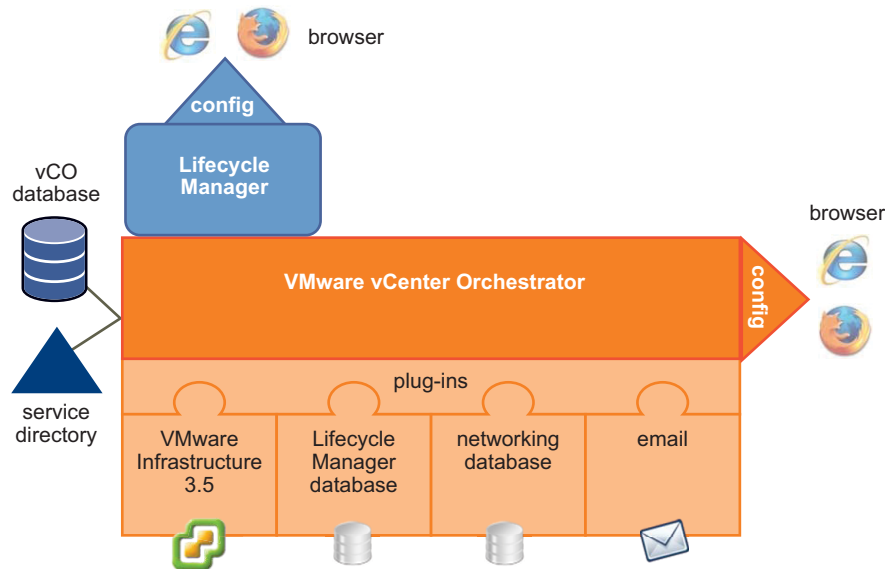 browser
config
Lifecycle
Manager
vCO
database
browser
VMware vCenter Orchestrator
config
plug-ins
service
directory
VMware
Infrastructure
3.5
Lifecycle
Manager
database
networking
database
email